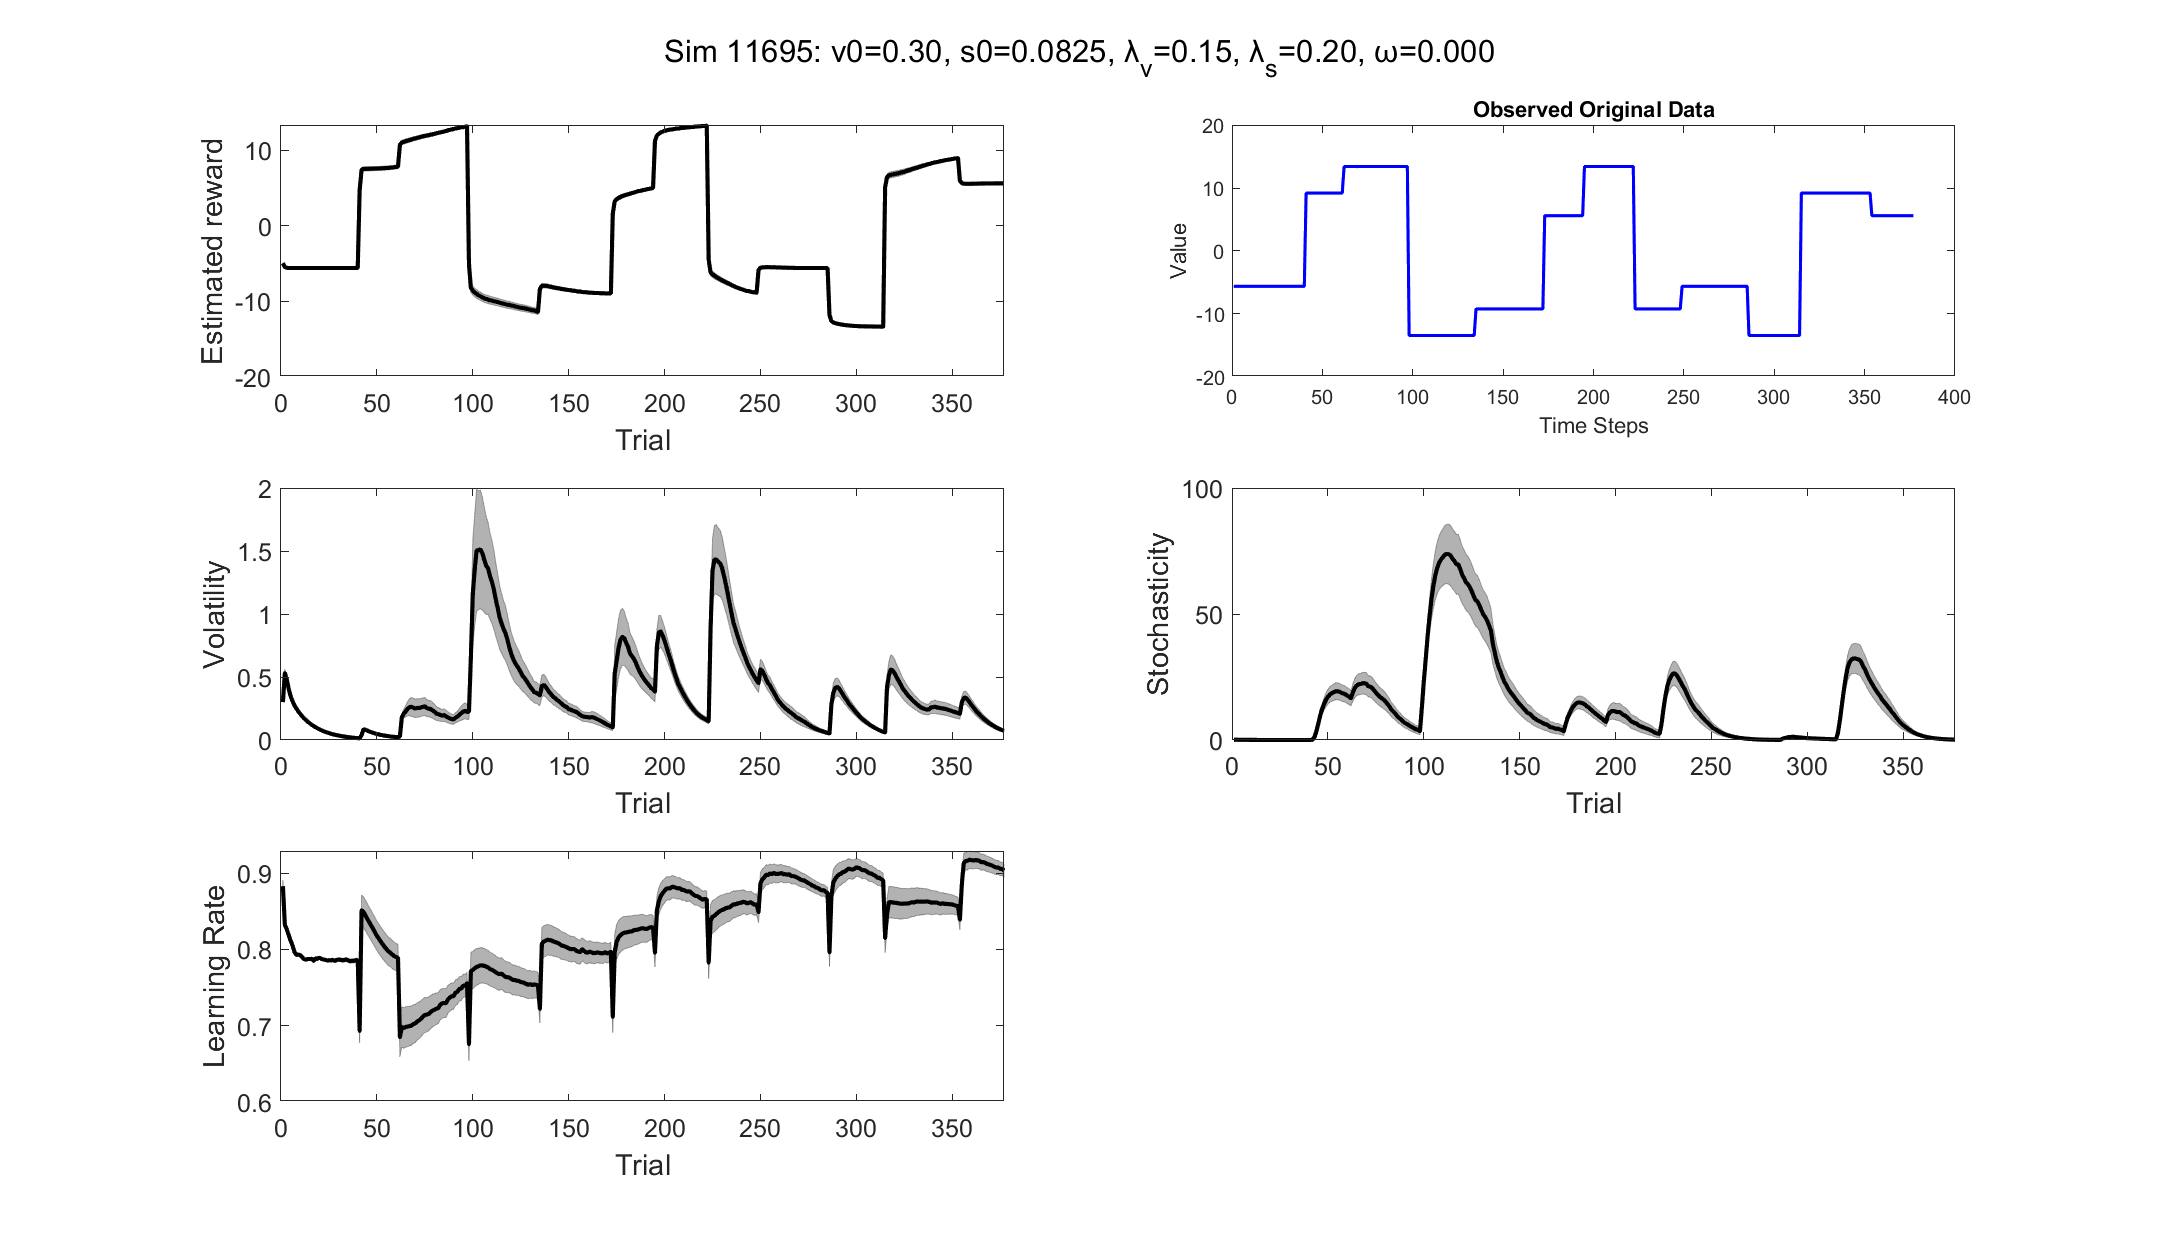 Sim 11695: v0=0.30, s0=0.0825, λv=0.15, λs=0.20, ω=0.000
Estimated reward
10
0
-10
-20
0 50 100 150 200 250 300 350
Trial
Observed Original Data
Value
20
10
0
-10
-20
0 50 100 150 200 250 300 350 400
Time Steps
Volatility
2
1.5
1
0.5
0
0 50 100 150 200 250 300 350
Trial
Stochasticity
100
50
0
0 50 100 150 200 250 300 350
Trial
Learning Rate
0.9
0.8
0.7
0.6
0 50 100 150 200 250 300 350
Trial